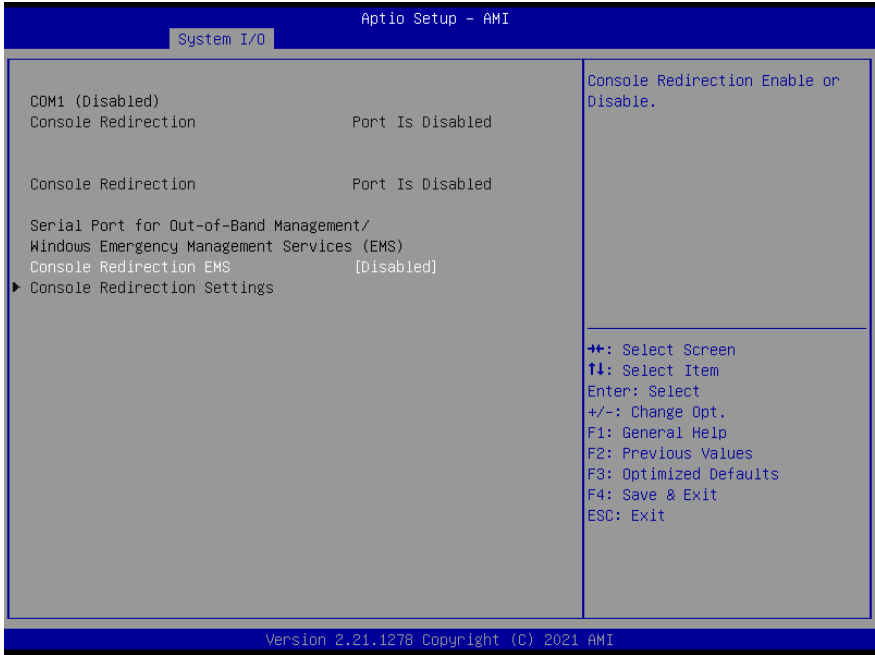 Aptio Setup – AMI
System I/O
COM1 (Disabled)
Console Redirection Port Is Disabled
Console Redirection Port Is Disabled
Serial Port for Out-of-Band Management/
Windows Emergency Management Services (EMS)
Console Redirection EMS [Disabled]
Console Redirection Settings
Console Redirection Enable or
Disable.
→←: Select Screen
↑↓: Select Item
Enter: Select
+/-: Change Opt.
F1: General Help
F2: Previous Values
F3: Optimized Defaults
F4: Save & Exit
ESC: Exit
Version 2.21.1278 Copyright (C) 2021 AMI